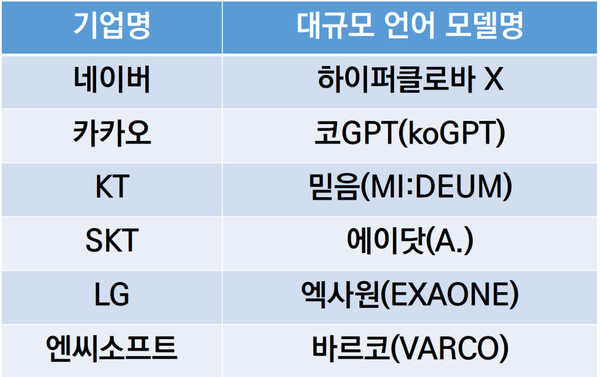 기업명 대규모 언어 모델명
네이버 하이퍼클로바 X
카카오 코GPT(koGPT)
KT 믿음(MI:DEUM)
SKT 에이닷(A.)
LG 엑사원(EXAONE)
엔씨소프트 바르코(VARCO)